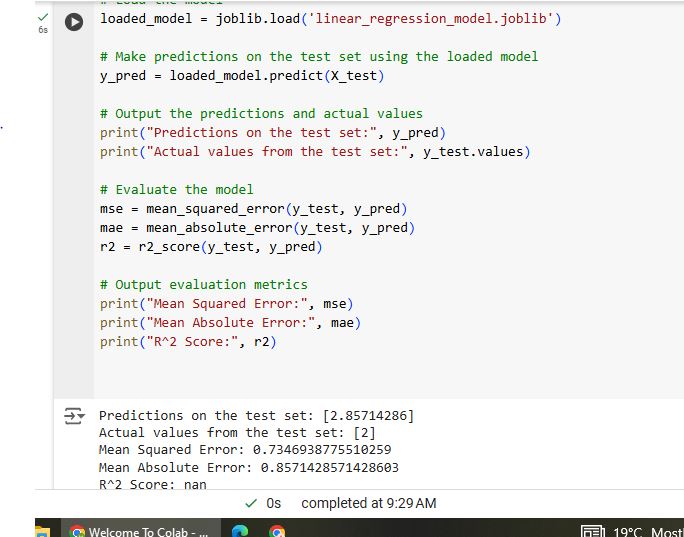 6s
loaded_model = joblib.load('linear_regression_model.joblib')
# Make predictions on the test set using the loaded model
y_pred = loaded_model.predict(X_test)
# Output the predictions and actual values
print("Predictions on the test set:", y_pred)
print("Actual values from the test set:", y_test.values)
# Evaluate the model
mse = mean_squared_error(y_test, y_pred)
mae = mean_absolute_error(y_test, y_pred)
r2 = r2_score(y_test, y_pred)
# Output evaluation metrics
print("Mean Squared Error:", mse)
print("Mean Absolute Error:", mae)
print("R^2 Score:", r2)
Predictions on the test set: [2.85714286]
Actual values from the test set: [2]
Mean Squared Error: 0.7346938775510259
Mean Absolute Error: 0.8571428571428603
R^2 Score: nan
0s completed at 9:29 AM
Welcome To Colab - ...
19°C Most